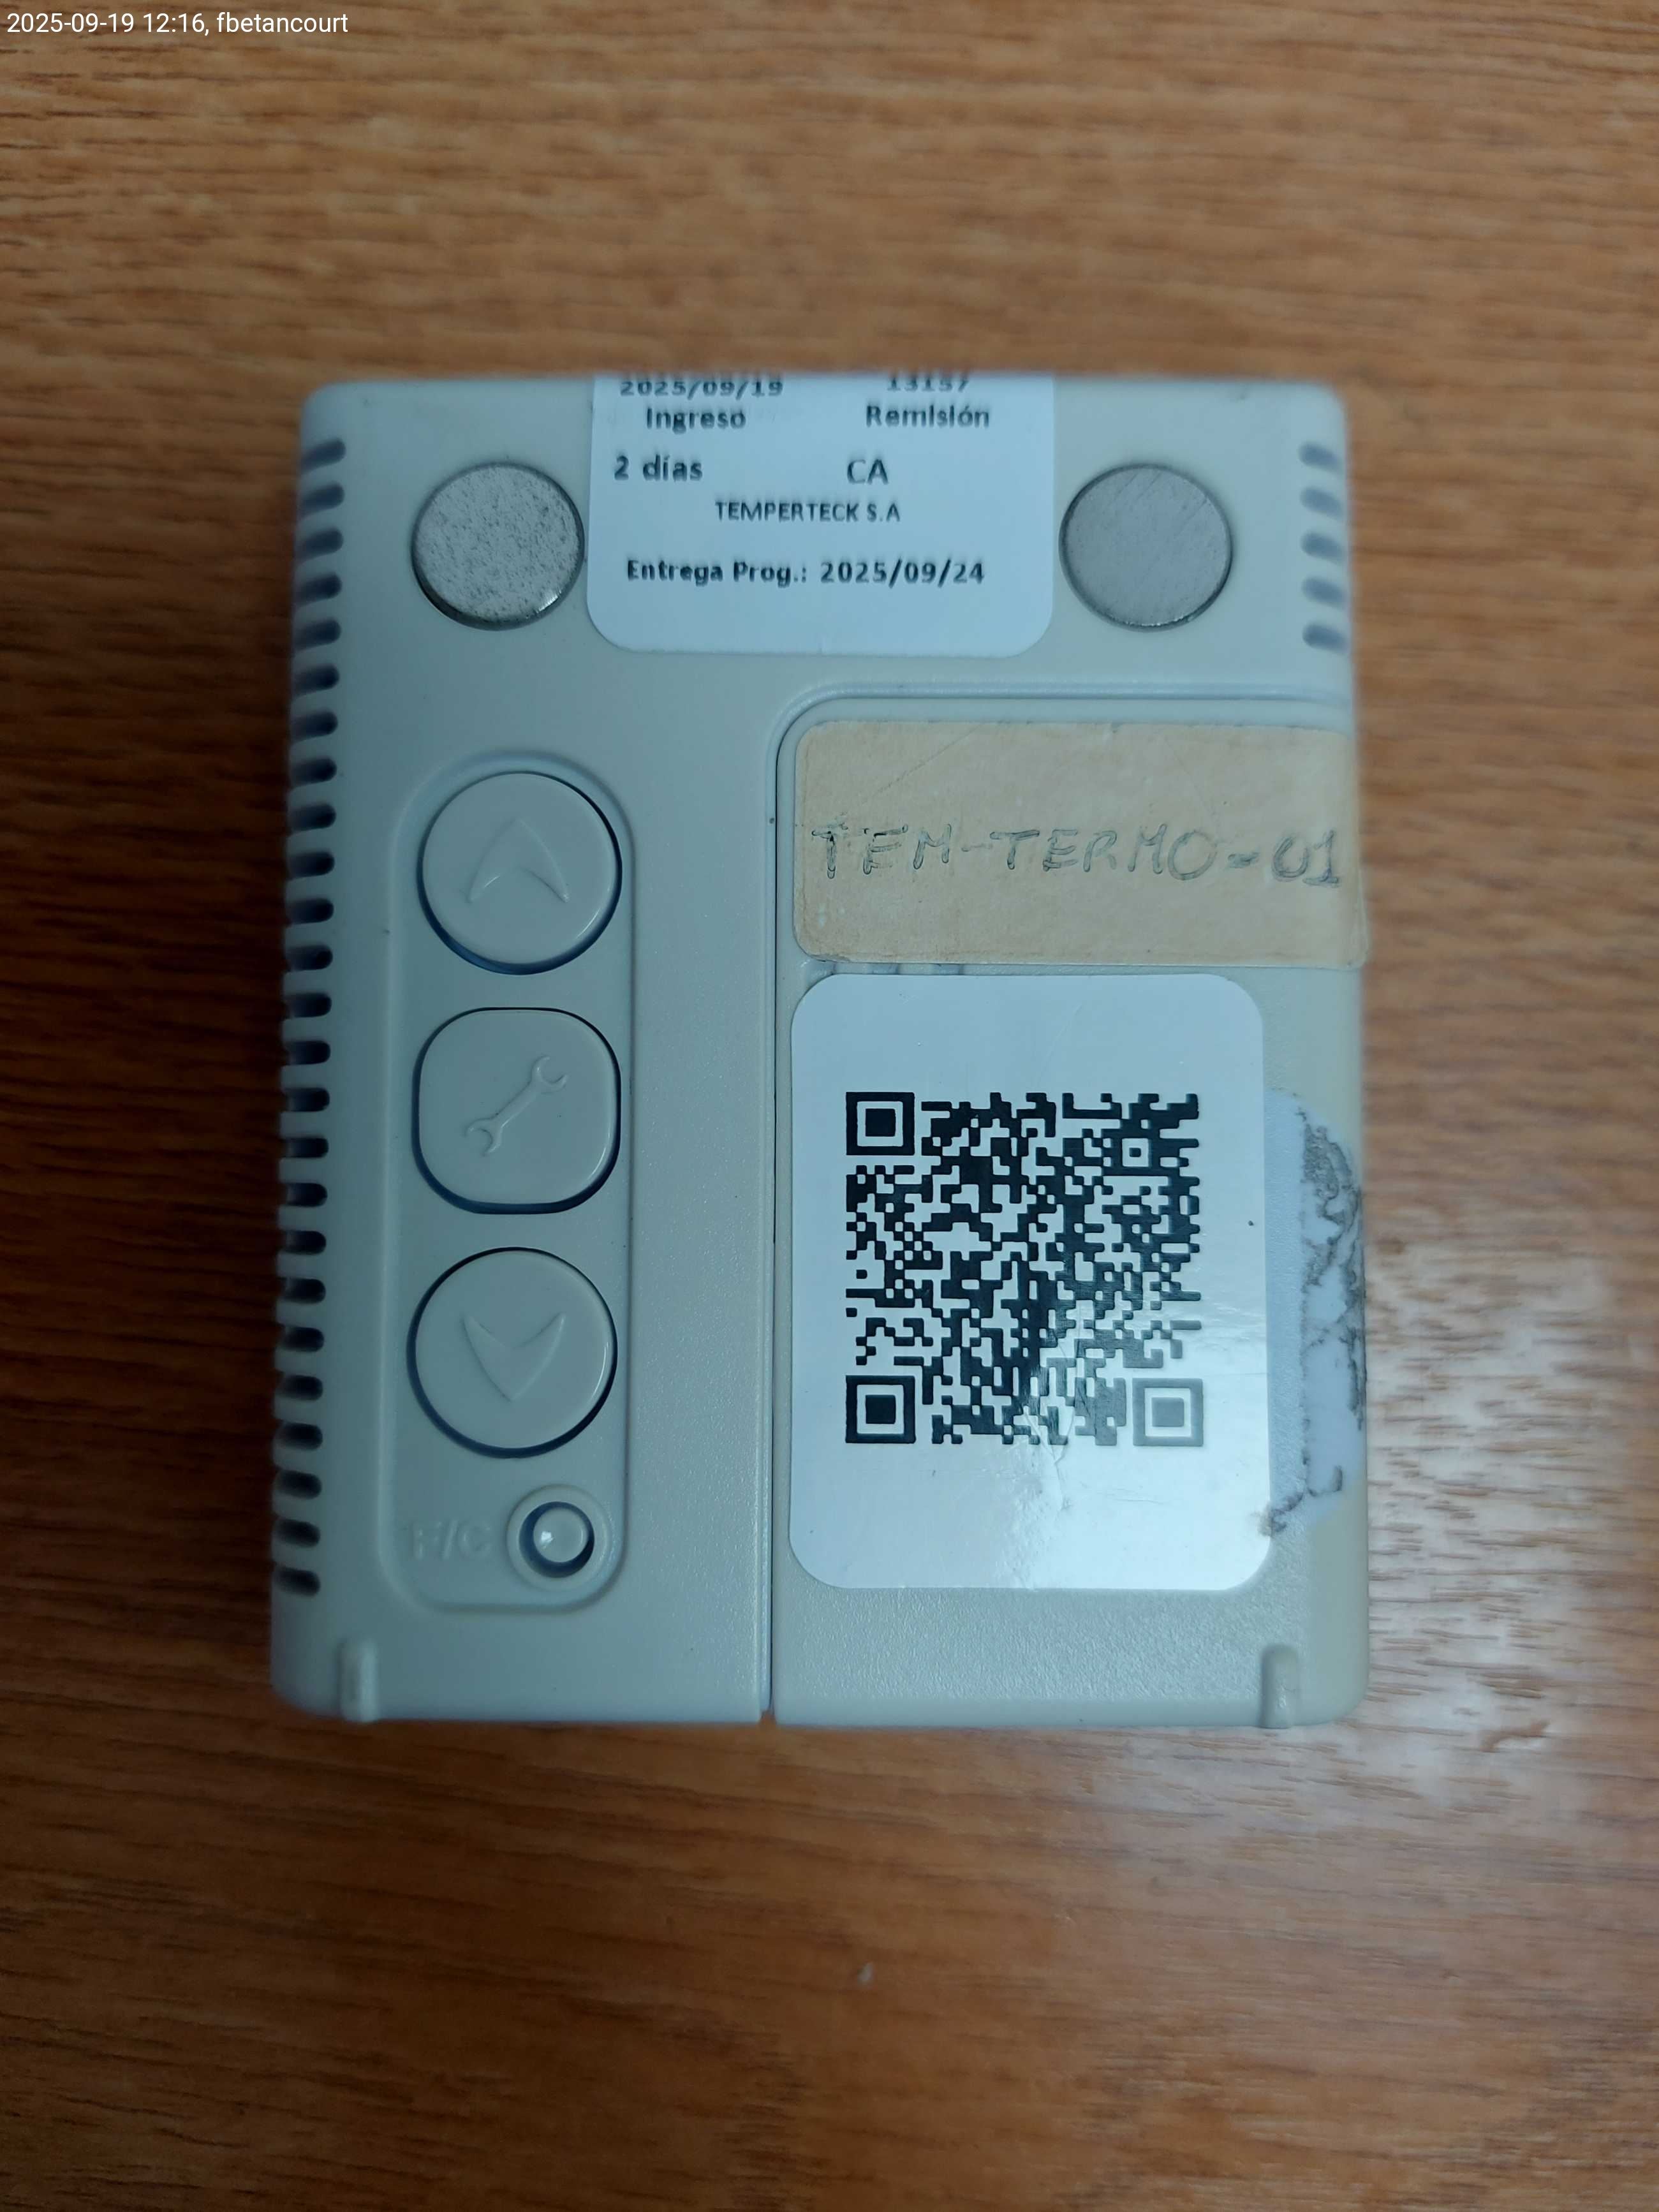 2025-09-19 12:16, fbetancourt
2025/09/19 13157
Ingreso Remisión
2 días CA
TEMPERTECK S.A
Entrega Prog.: 2025/09/24
TEM-TERMO-01
F/C